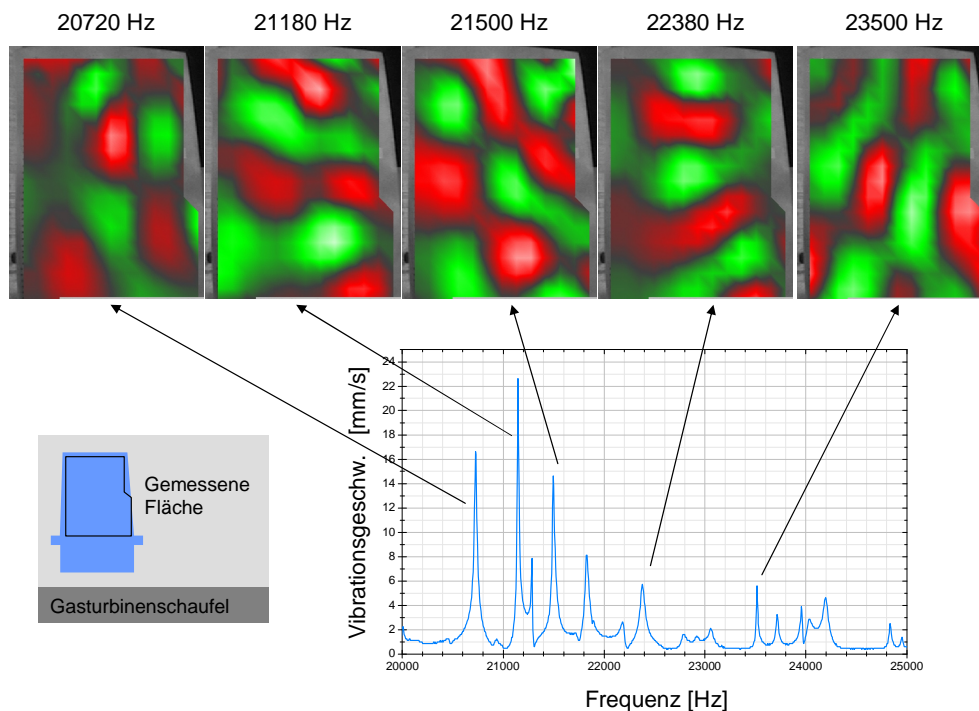 20720 Hz
21180 Hz
21500 Hz
22380 Hz
23500 Hz
Vibrationsgeschw. [mm/s]
24
22
20
18
16
14
12
10
8
6
4
2
0
20000
21000
22000
23000
24000
25000
Frequenz [Hz]
Gemessene
Fläche
Gasturbinenschaufel